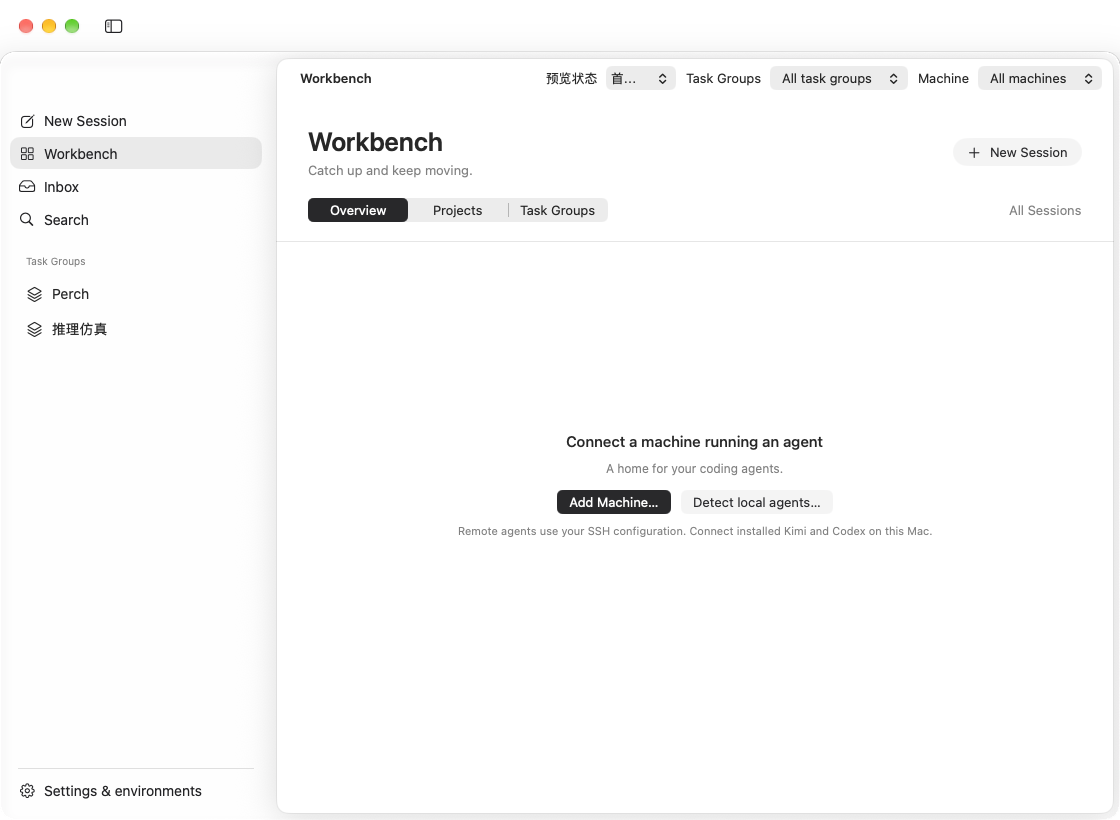 Workbench
预览状态
首...
Task Groups
All task groups
Machine
All machines
New Session
Workbench
Inbox
Search
Task Groups
Perch
推理仿真
Settings & environments
Workbench
Catch up and keep moving.
New Session
Overview
Projects
Task Groups
All Sessions
Connect a machine running an agent
A home for your coding agents.
Add Machine...
Detect local agents...
Remote agents use your SSH configuration. Connect installed Kimi and Codex on this Mac.